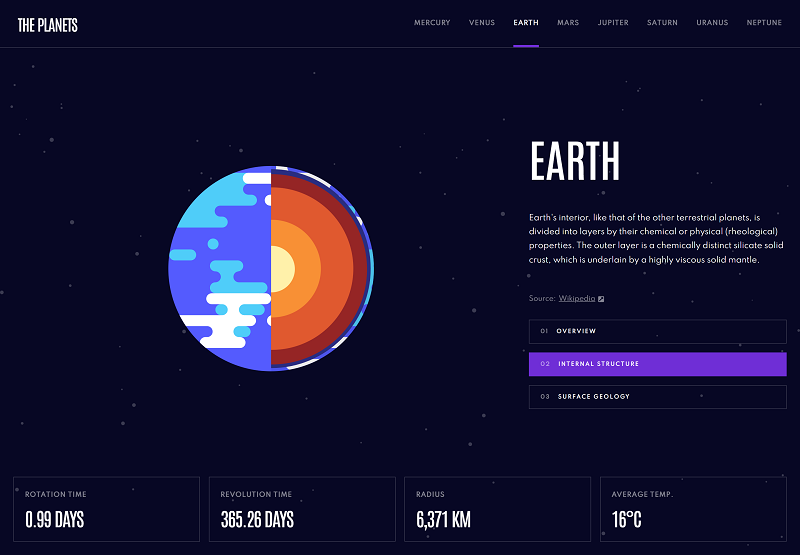 THE PLANETS
MERCURY VENUS EARTH MARS JUPITER SATURN URANUS NEPTUNE
EARTH
Earth's interior, like that of the other terrestrial planets, is
divided into layers by their chemical or physical (rheological)
properties. The outer layer is a chemically distinct silicate solid
crust, which is underlain by a highly viscous solid mantle.
Source: Wikipedia
01 OVERVIEW
02 INTERNAL STRUCTURE
03 SURFACE GEOLOGY
ROTATION TIME
0.99 DAYS
REVOLUTION TIME
365.26 DAYS
RADIUS
6,371 KM
AVERAGE TEMP.
16°C